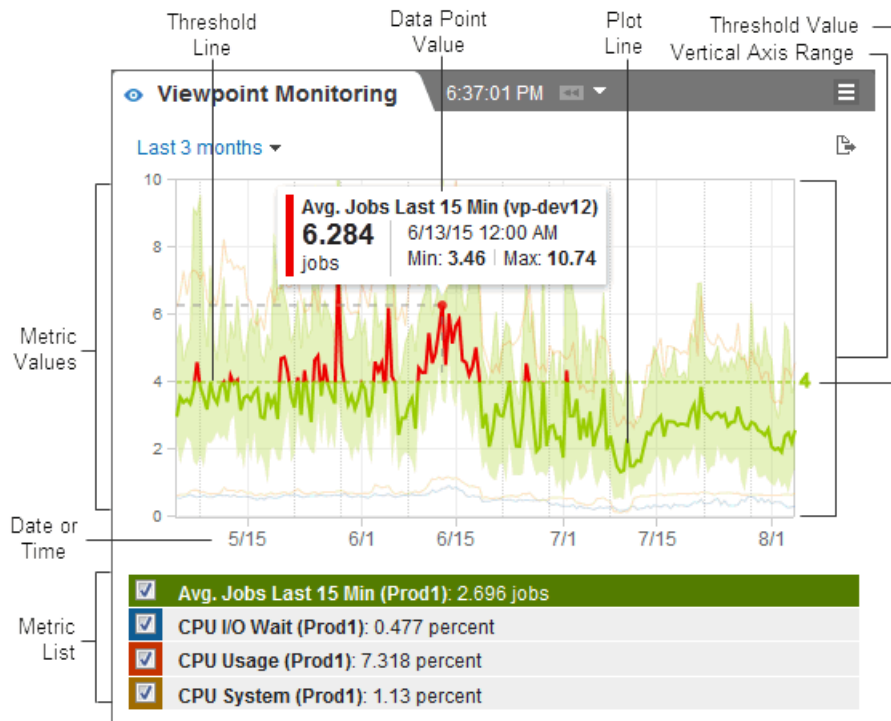 Threshold
Line
Data Point
Value
Plot
Line
Threshold Value
Vertical Axis Range
Viewpoint Monitoring
6:37:01 PM
Last 3 months
Avg. Jobs Last 15 Min (vp-dev12)
6.284
jobs
6/13/15 12:00 AM
Min: 3.46 | Max: 10.74
Metric
Values
10
8
6
4
2
0
4
Date or
Time
5/15
6/1
6/15
7/1
7/15
8/1
Metric
List
Avg. Jobs Last 15 Min (Prod1): 2.696 jobs
CPU I/O Wait (Prod1): 0.477 percent
CPU Usage (Prod1): 7.318 percent
CPU System (Prod1): 1.13 percent